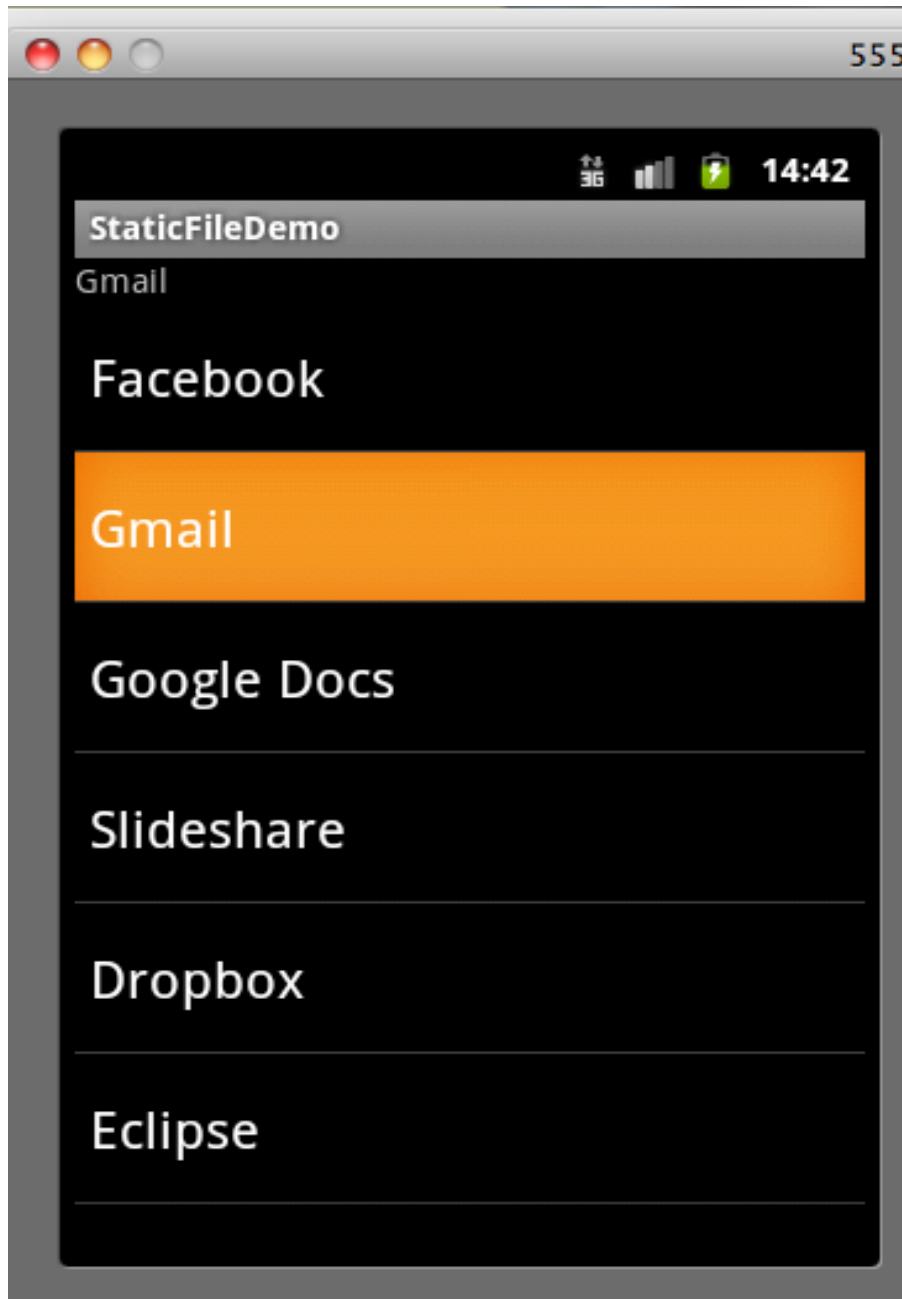 555
3G 14:42
StaticFileDemo
Gmail
Facebook
Gmail
Google Docs
Slideshare
Dropbox
Eclipse